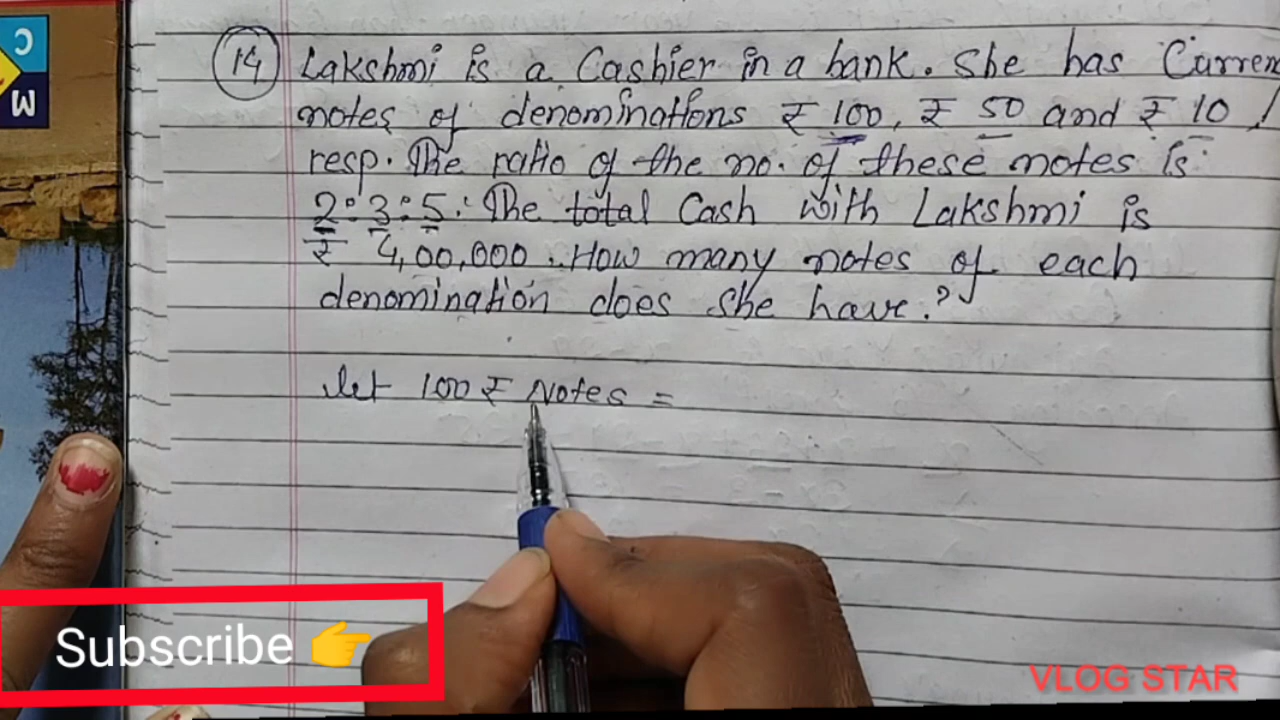 14 Lakshmi is a Cashier in a bank. She has Curren
notes of denominations ₹ 100, ₹ 50 and ₹ 10
resp. The ratio of the no. of these notes is
2:3:5. The total Cash with Lakshmi is
₹ 4,00,000. How many notes of each
denomination does she have?
let 100 ₹ Notes =
Subscribe 👉
VLOG STAR
C
M